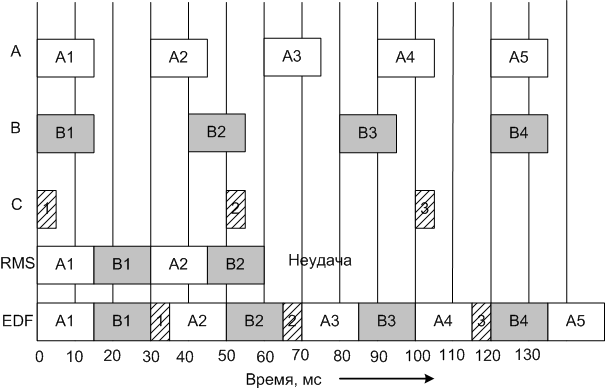 A A1 A2 A3 A4 A5
B B1 B2 B3 B4
C 1 2 3
RMS A1 B1 A2 B2 Неудача
EDF A1 B1 1 A2 B2 2 A3 B3 A4 3 B4 A5
0 10 20 30 40 50 60 70 80 90 100 110 120 130
Время, мс